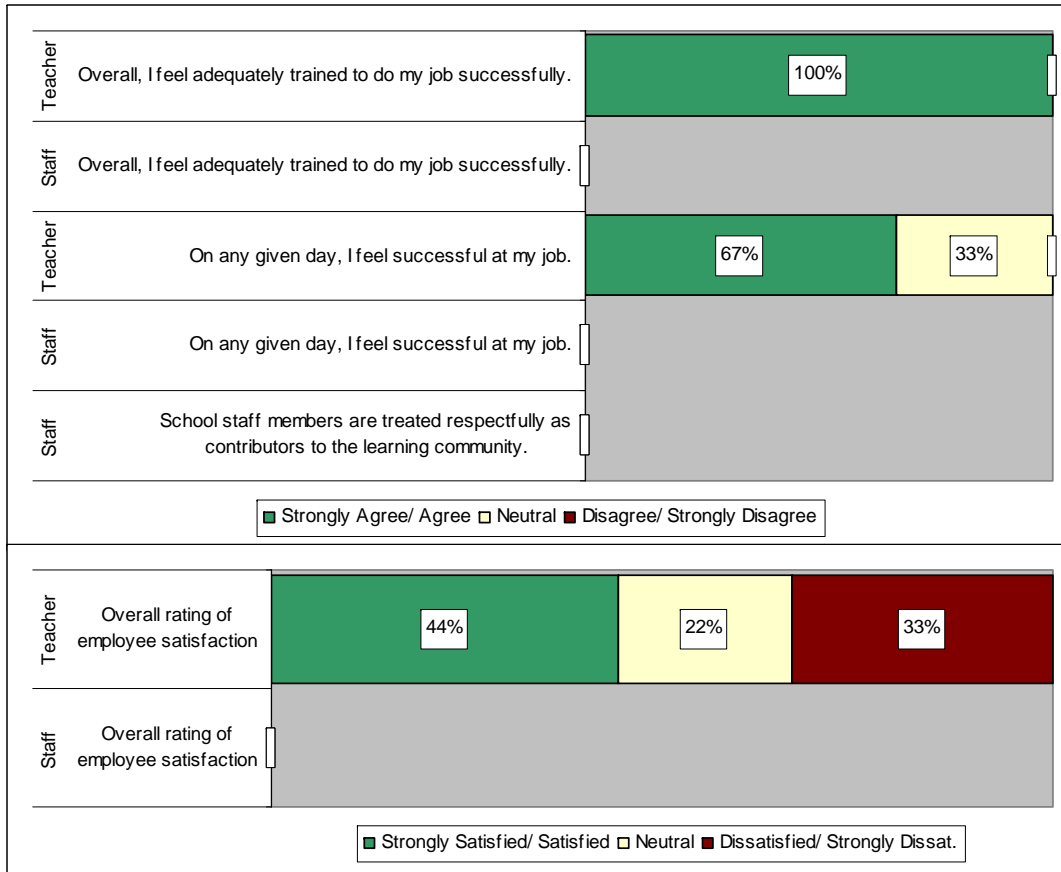 Teacher
Overall, I feel adequately trained to do my job successfully.
100%
Staff
Overall, I feel adequately trained to do my job successfully.
Teacher
On any given day, I feel successful at my job.
67%
33%
Staff
On any given day, I feel successful at my job.
Staff
School staff members are treated respectfully as
contributors to the learning community.
Strongly Agree/ Agree
Neutral
Disagree/ Strongly Disagree
Teacher
Overall rating of
employee satisfaction
44%
22%
33%
Staff
Overall rating of
employee satisfaction
Strongly Satisfied/ Satisfied
Neutral
Dissatisfied/ Strongly Dissat.